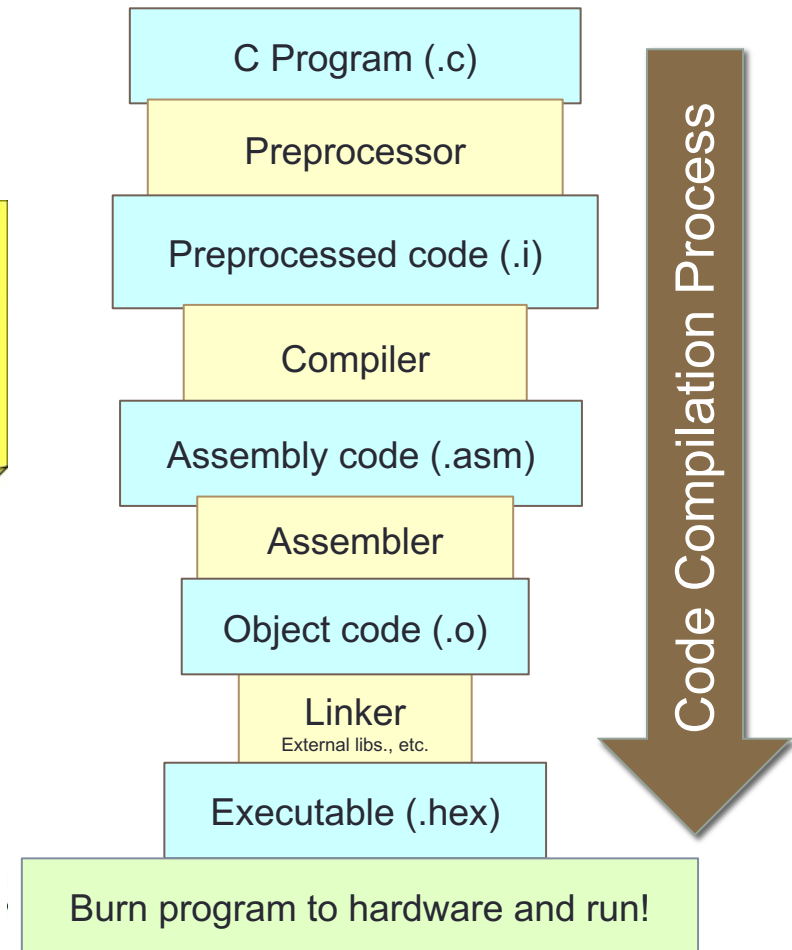 C Program (.c)
Preprocessor
Preprocessed code (.i)
Compiler
Assembly code (.asm)
Assembler
Object code (.o)
Linker
External libs., etc.
Executable (.hex)
Burn program to hardware and run!
Code Compilation Process